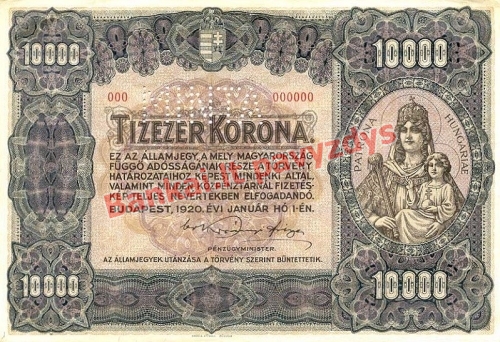 10000
10000
000
000000
TIZEZER KORONA.
EZ AZ ÁLLAMJEGY, A MELY MAGYARORSZÁG
FÜGGŐ ADÓSSÁGÁNAK RÉSZE, A TÖRVÉNY
HATÁROZATAIHOZ KÉPEST MINDENKI ÁLTAL,
VALAMINT MINDEN KÖZPÉNZTÁRNÁL FIZETÉS-
KÉP TELJES NÉVÉRTÉKBEN ELFOGADANDÓ.
BUDAPEST, 1920. ÉVI JANUÁR HÓ 1-ÉN.
PÉNZÜGYMINISTER.
AZ ÁLLAMJEGYEK UTÁNZÁSA A TÖRVÉNY SZERINT BÜNTETTETIK.
PATRONA HUNGARIAE
10000
10000